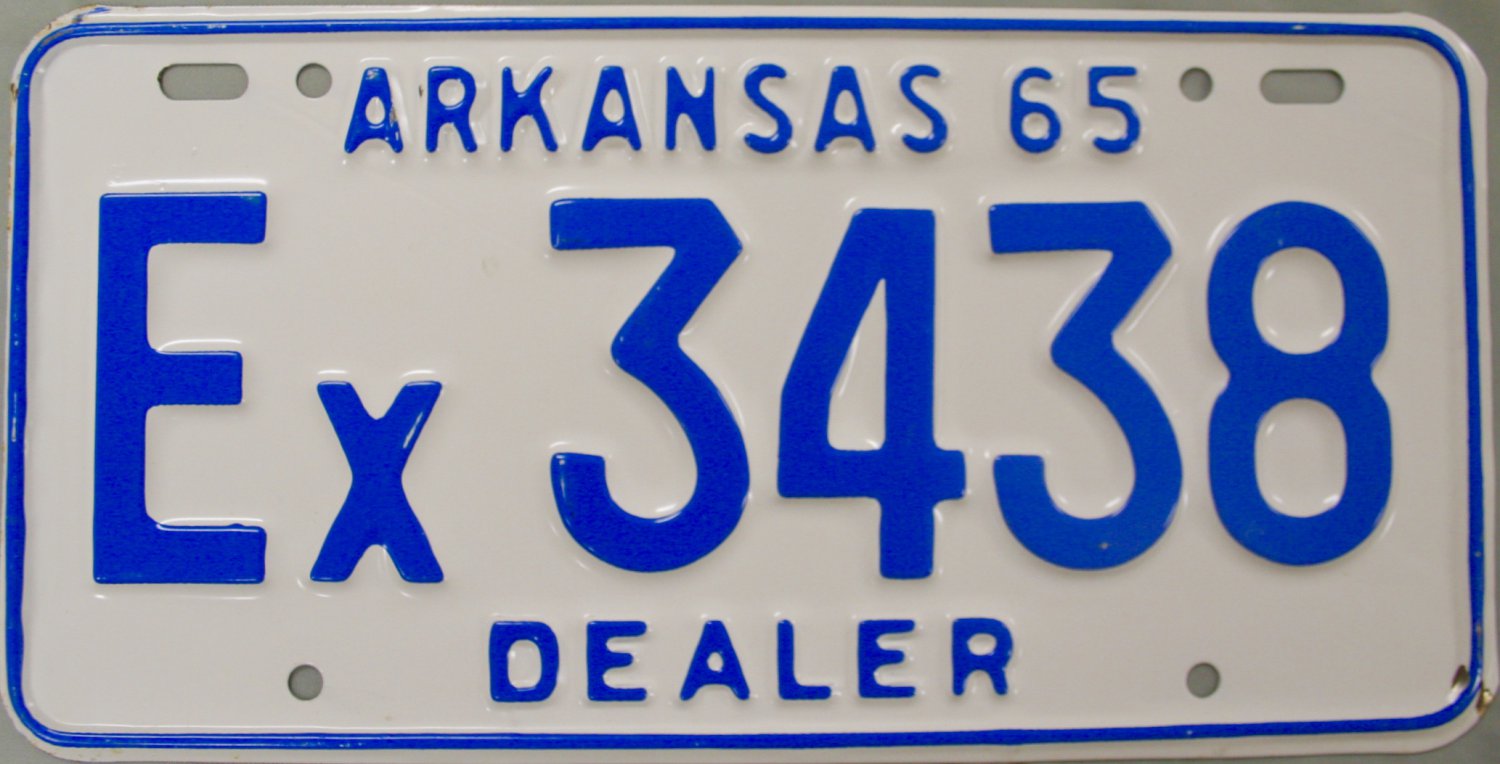 ARKANSAS 65
Ex 3438
DEALER